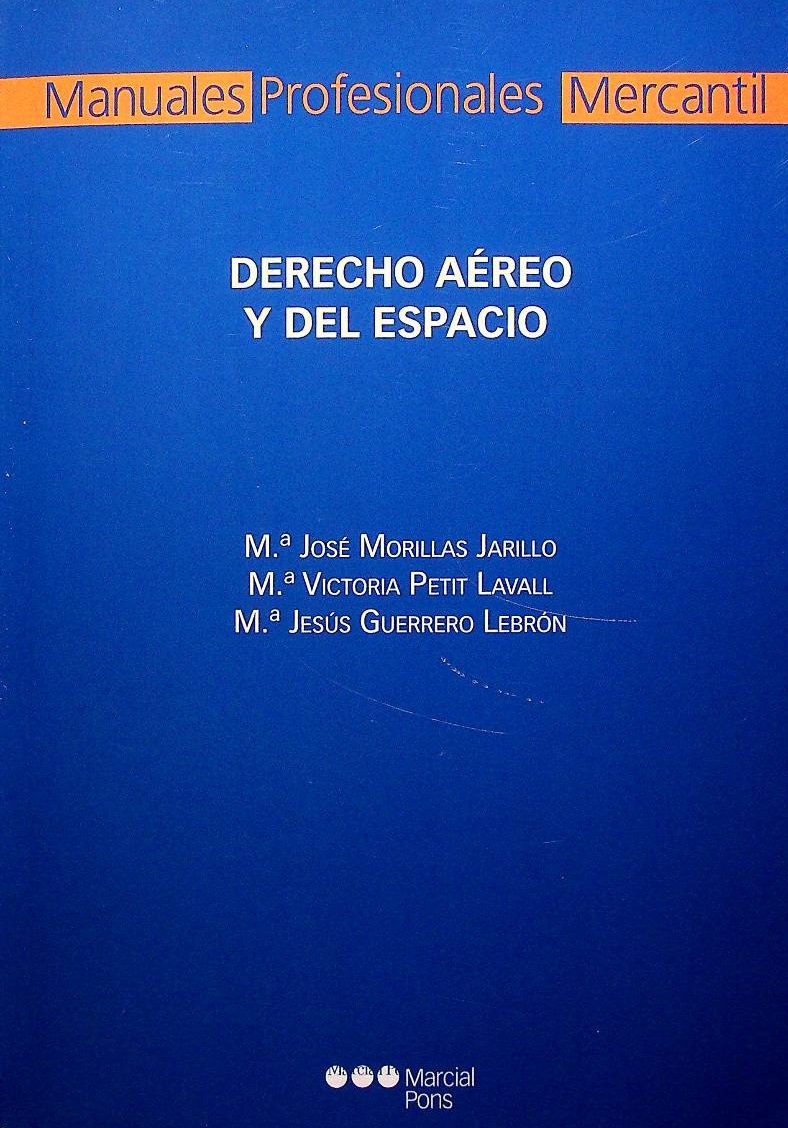 Manuales Profesionales Mercantil
DERECHO AÉREO
Y DEL ESPACIO
M.ª JOSÉ MORILLAS JARILLO
M.ª VICTORIA PETIT LAVALL
M.ª JESÚS GUERRERO LEBRÓN
Marcial
Pons